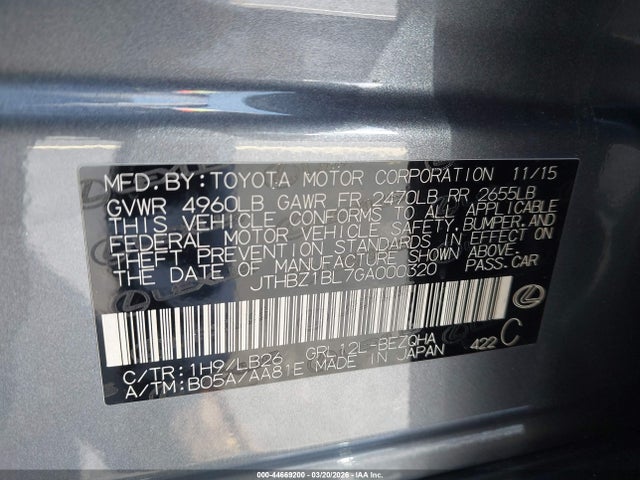 MFD.BY:TOYOTA MOTOR CORPORATION 11/15
GVWR 4960LB GAWR FR 2470LB RR 2655LB
THIS VEHICLE CONFORMS TO ALL APPLICABLE
FEDERAL MOTOR VEHICLE SAFETY,BUMPER,AND
THEFT PREVENTION STANDARDS IN EFFECT ON
THE DATE OF MANUFACTURE SHOWN ABOVE.
JTHBZ1BL7GA000320 PASS.CAR
C/TR:1H9/LB26 GRL12L-BEZQHA
A/TM:B05A/AA81E MADE IN JAPAN 422 C
000-44669200 - 03/20/2026 - IAA Inc.